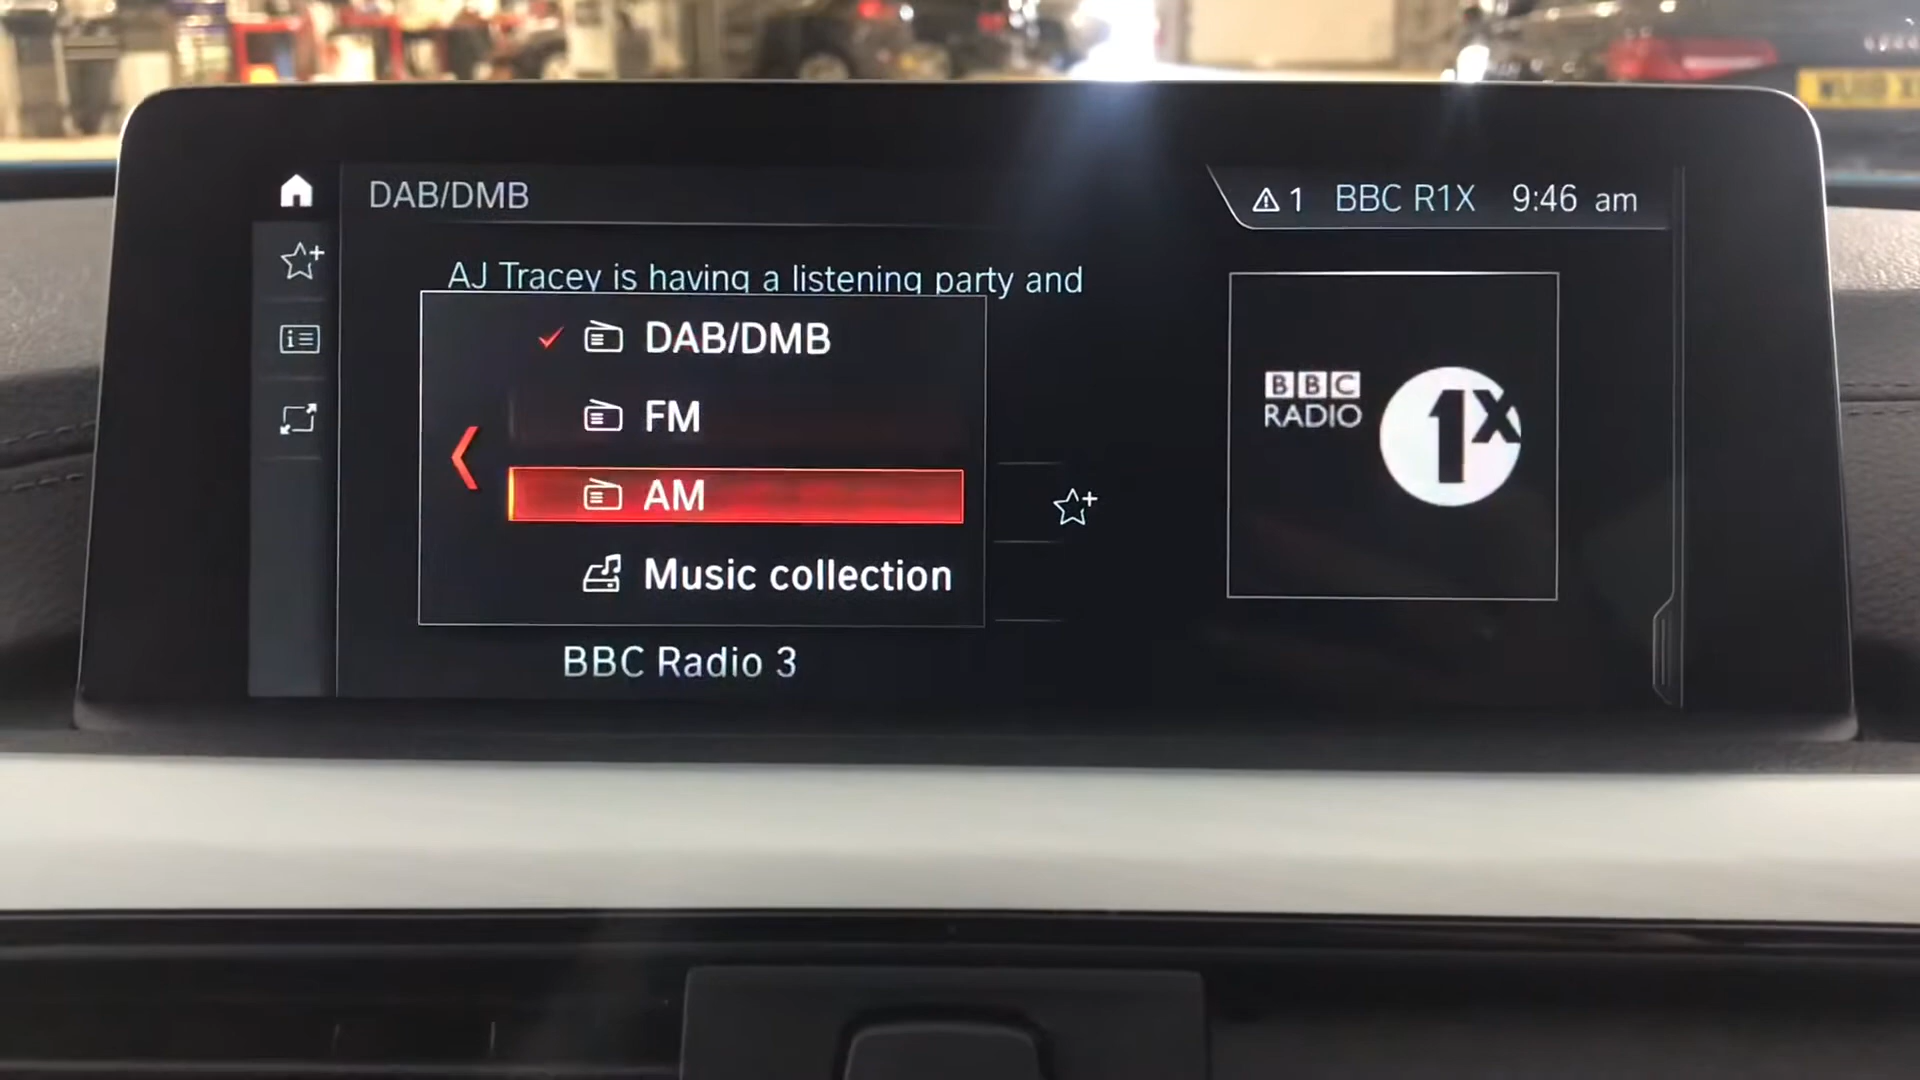 DAB/DMB
1 BBC R1X 9:46 am
AJ Tracey is having a listening party and
DAB/DMB
FM
AM
Music collection
BBC Radio 3
BBC
RADIO
1X